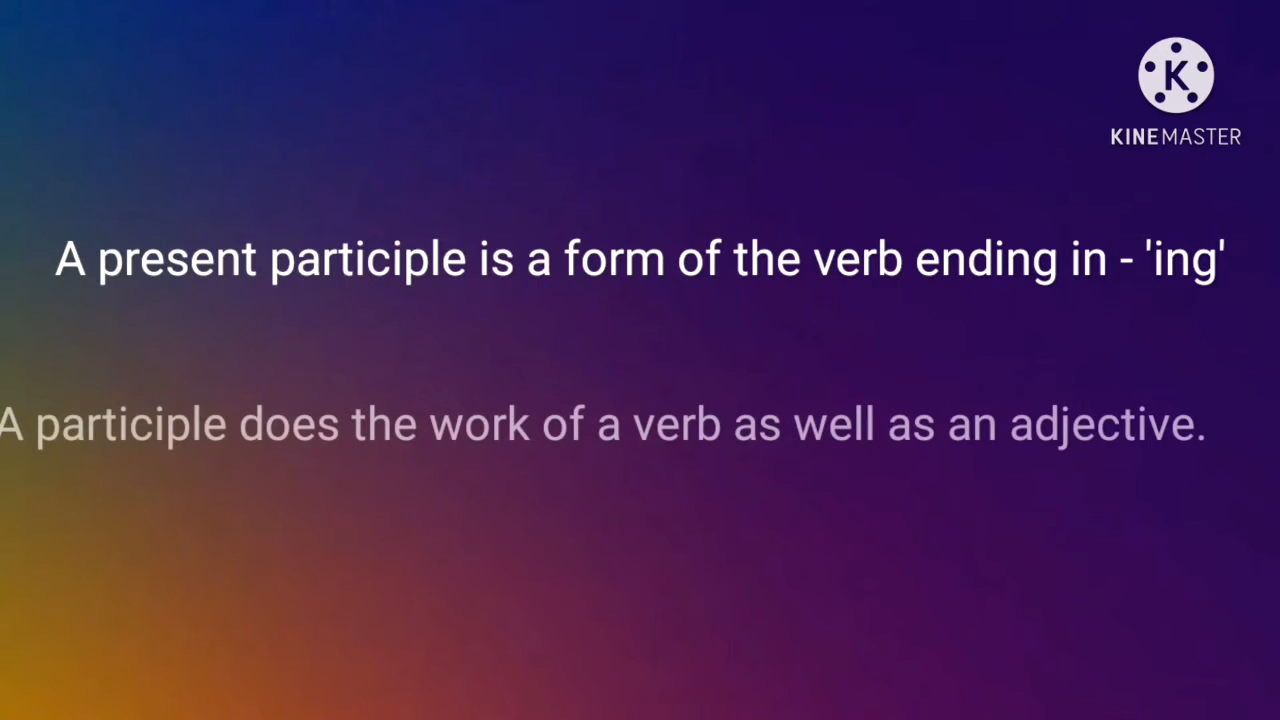 K
KINEMASTER
A present participle is a form of the verb ending in - 'ing'
A participle does the work of a verb as well as an adjective.